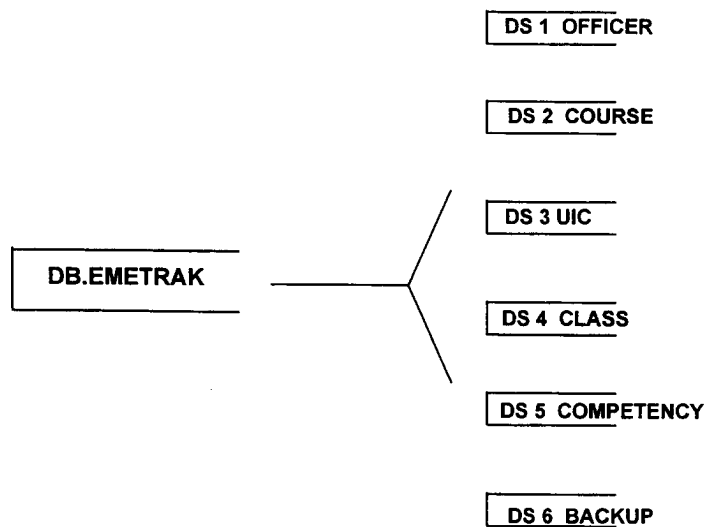 DS 1 OFFICER
DS 2 COURSE
DS 3 UIC
DB.EMETRAK
DS 4 CLASS
DS 5 COMPETENCY
DS 6 BACKUP